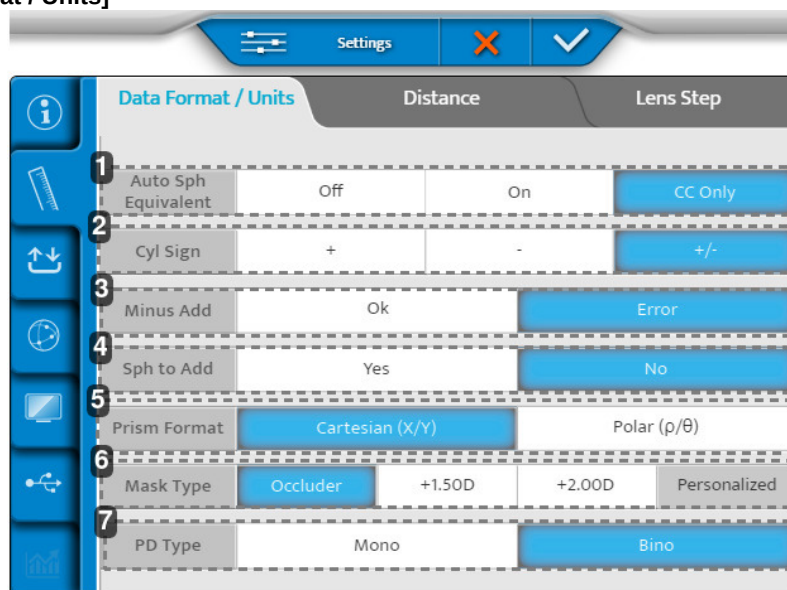 at / Units]
Settings
Data Format / Units
Distance
Lens Step
1
Auto Sph
Equivalent
Off
On
CC Only
2
Cyl Sign
+
-
+/-
3
Minus Add
Ok
Error
4
Sph to Add
Yes
No
5
Prism Format
Cartesian (X/Y)
Polar (ρ/θ)
6
Mask Type
Occluder
+1.50D
+2.00D
Personalized
7
PD Type
Mono
Bino